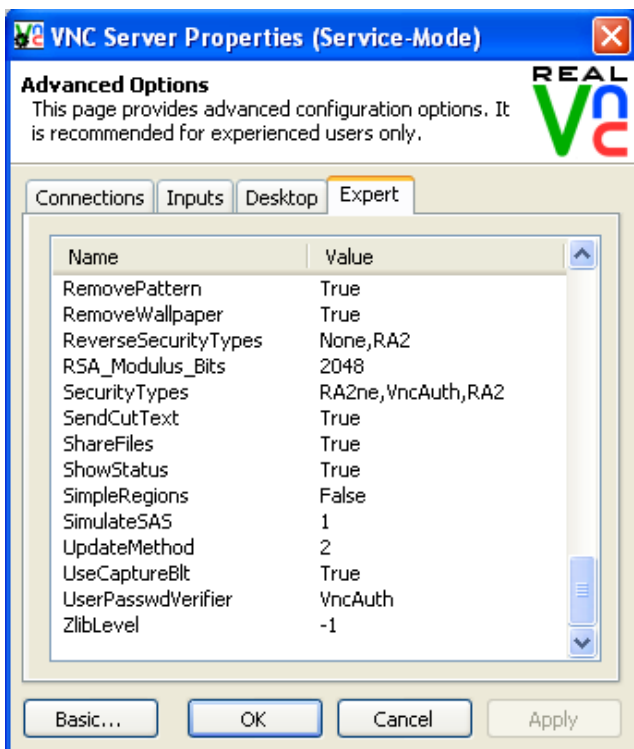 VNC Server Properties (Service-Mode)
Advanced Options
This page provides advanced configuration options. It
is recommended for experienced users only.
REAL
VNC
Connections Inputs Desktop Expert
Name Value
RemovePattern True
RemoveWallpaper True
ReverseSecurityTypes None,RA2
RSA_Modulus_Bits 2048
SecurityTypes RA2ne,VncAuth,RA2
SendCutText True
ShareFiles True
ShowStatus True
SimpleRegions False
SimulateSAS 1
UpdateMethod 2
UseCaptureBlt True
UserPasswdVerifier VncAuth
ZlibLevel -1
Basic... OK Cancel Apply